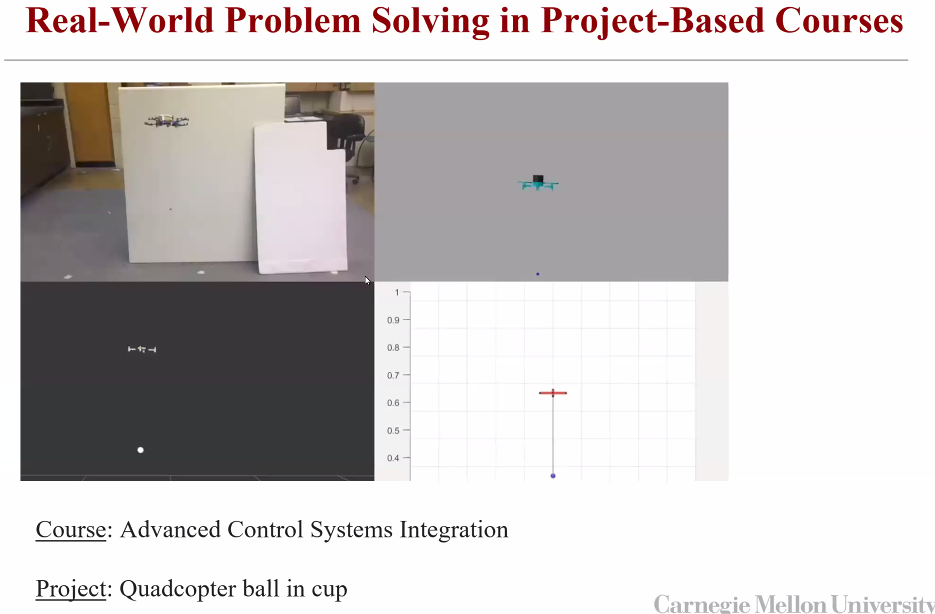 Real-World Problem Solving in Project-Based Courses
1
0.9
0.8
0.7
0.6
0.5
0.4
Course: Advanced Control Systems Integration
Project: Quadcopter ball in cup
Carnegie Mellon University